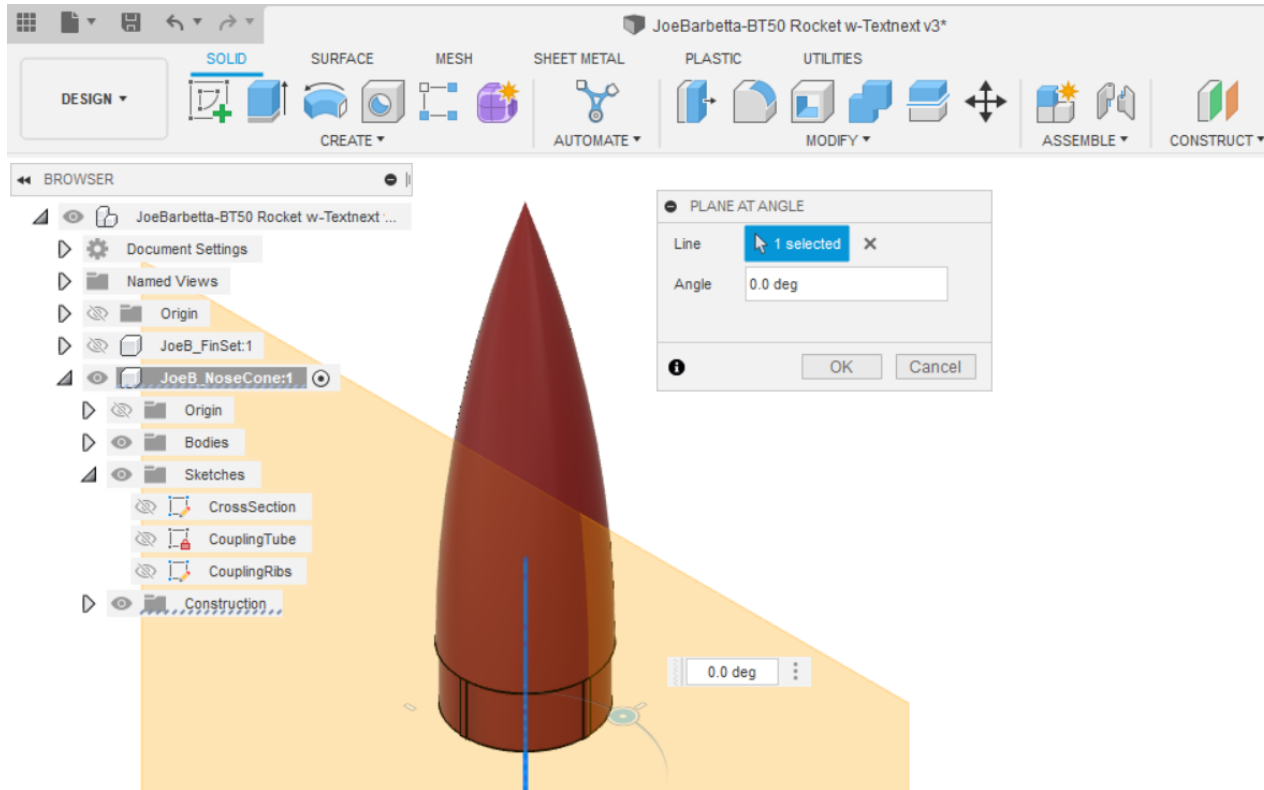 JoeBarbetta-BT50 Rocket w-Textnext v3*
SOLID SURFACE MESH SHEET METAL PLASTIC UTILITIES
DESIGN
CREATE AUTOMATE MODIFY ASSEMBLE CONSTRUCT
BROWSER
JoeBarbetta-BT50 Rocket w-Textnext ...
Document Settings
Named Views
Origin
JoeB_FinSet:1
JoeB_NoseCone:1
Origin
Bodies
Sketches
CrossSection
CouplingTube
CouplingRibs
Construction
PLANE AT ANGLE
Line 1 selected
Angle 0.0 deg
OK Cancel
0.0 deg